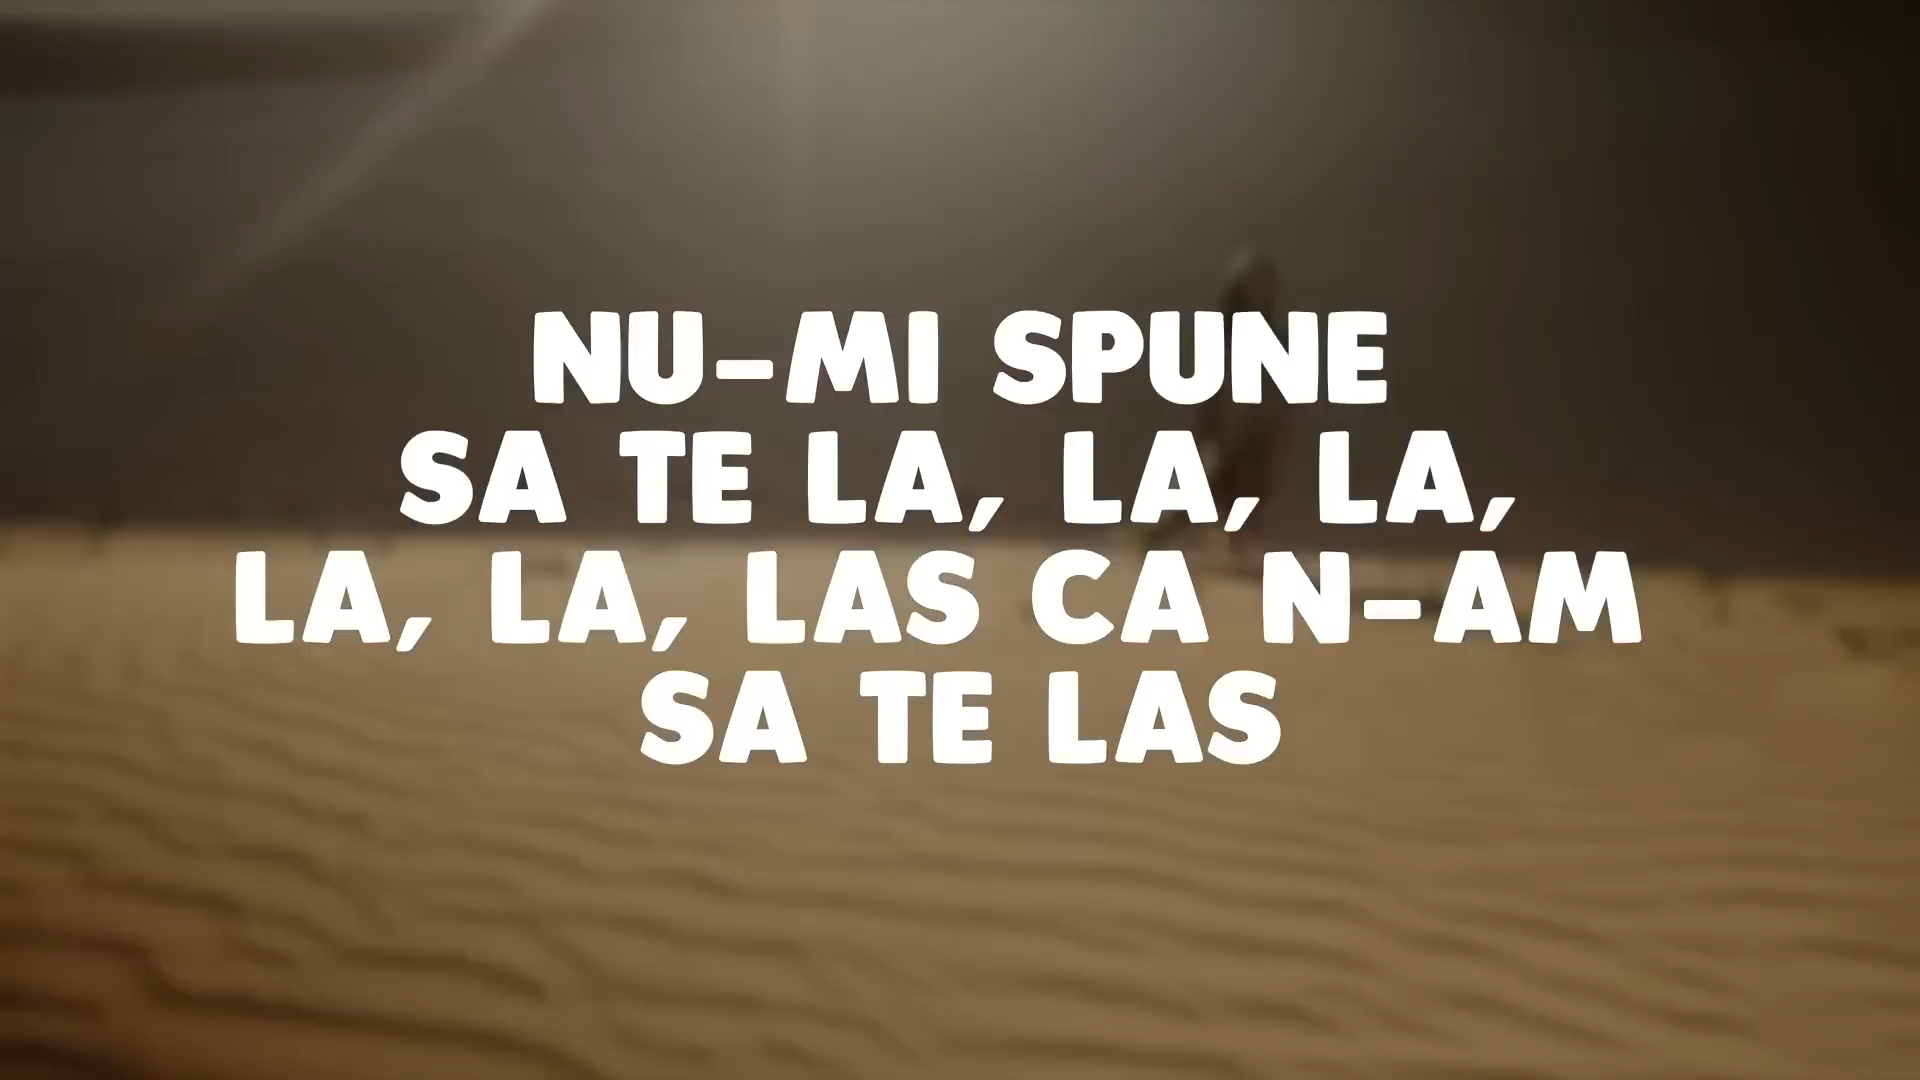 NU-MI SPUNE
SA TE LA, LA, LA,
LA, LA, LAS CA N-AM
SA TE LAS